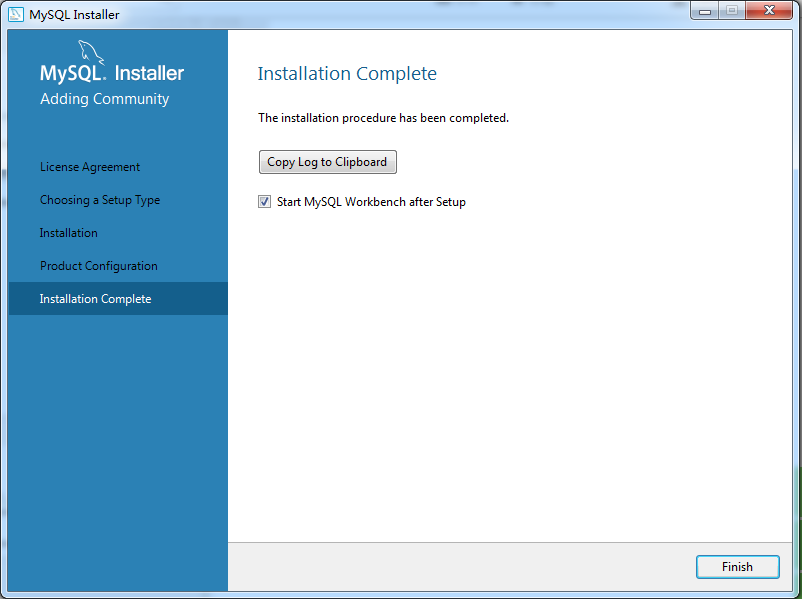 MySQL Installer
MySQL. Installer
Adding Community
License Agreement
Choosing a Setup Type
Installation
Product Configuration
Installation Complete
Installation Complete
The installation procedure has been completed.
Copy Log to Clipboard
Start MySQL Workbench after Setup
Finish